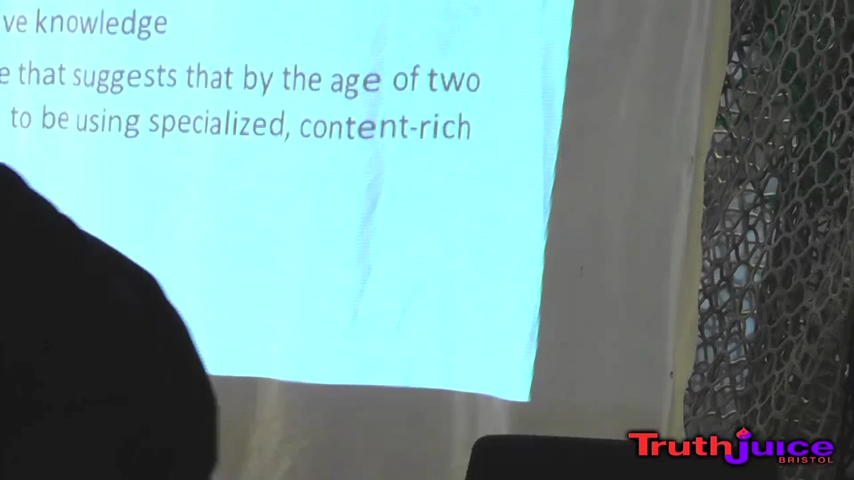 ve knowledge
e that suggests that by the age of two
to be using specialized, content-rich
Truthjuice
BRISTOL